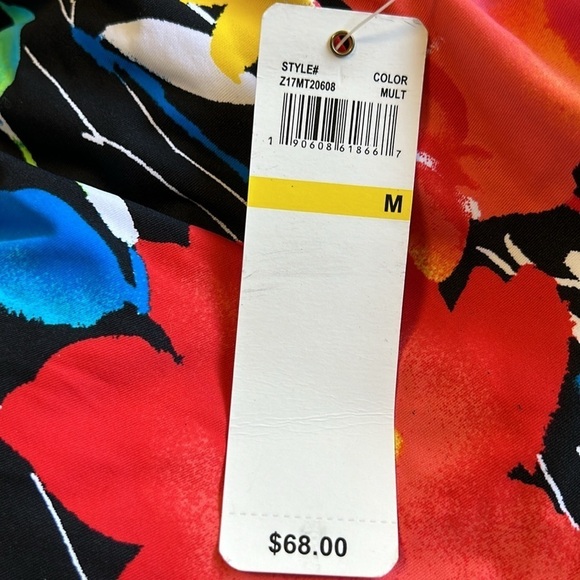 STYLE# COLOR
Z17MT20608 MULT
1 90608 61866 7
M
$68.00